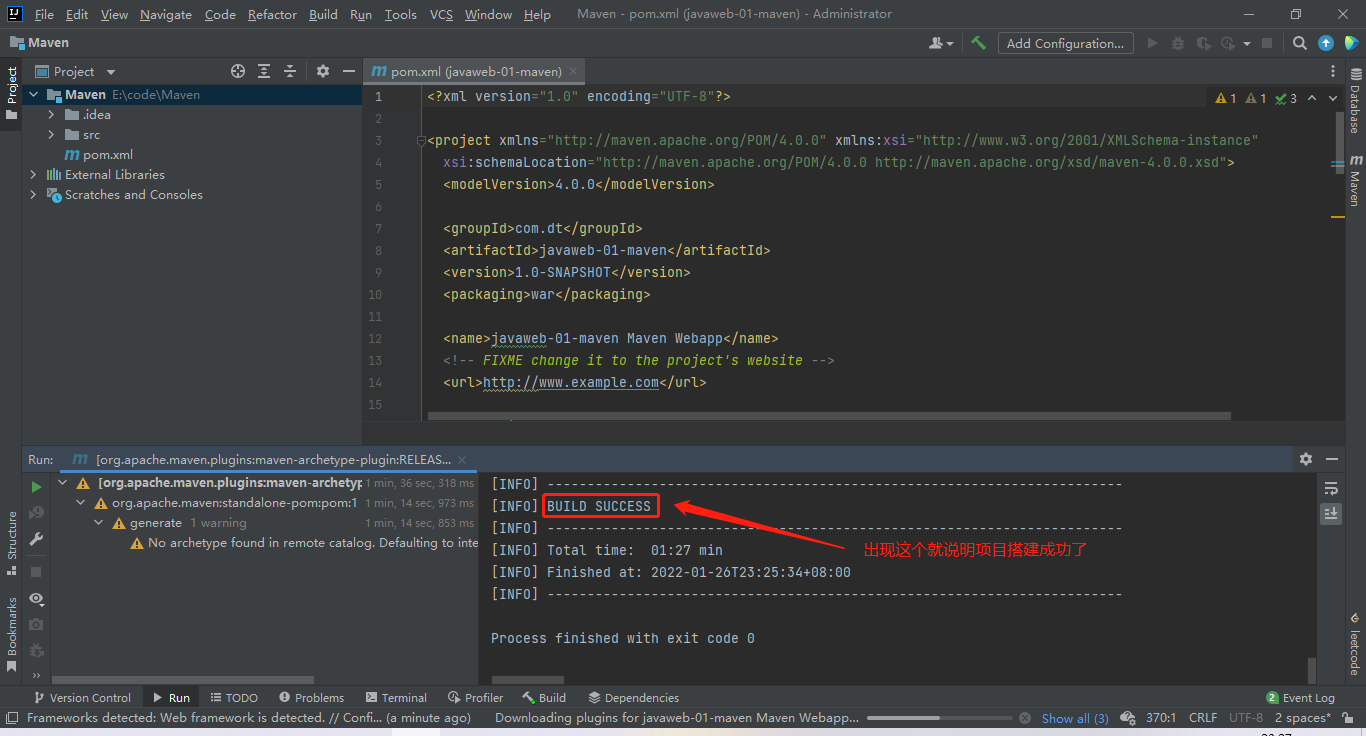 File Edit View Navigate Code Refactor Build Run Tools VCS Window Help Maven - pom.xml (javaweb-01-maven) - Administrator
Maven Add Configuration...
Project pom.xml (javaweb-01-maven)
Project
Maven E:\code\Maven
.idea
src
pom.xml
External Libraries
Scratches and Consoles
1 <?xml version="1.0" encoding="UTF-8"?>
1 1 3
2
3 <project xmlns="http://maven.apache.org/POM/4.0.0" xmlns:xsi="http://www.w3.org/2001/XMLSchema-instance"
4 xsi:schemaLocation="http://maven.apache.org/POM/4.0.0 http://maven.apache.org/xsd/maven-4.0.0.xsd">
5 <modelVersion>4.0.0</modelVersion>
6
7 <groupId>com.dt</groupId>
8 <artifactId>javaweb-01-maven</artifactId>
9 <version>1.0-SNAPSHOT</version>
10 <packaging>war</packaging>
11
12 <name>javaweb-01-maven Maven Webapp</name>
13 <!-- FIXME change it to the project's website -->
14 <url>http://www.example.com</url>
15
Database
Maven
Run: [org.apache.maven.plugins:maven-archetype-plugin:RELEAS...
[org.apache.maven.plugins:maven-archetyp 1 min, 36 sec, 318 ms
org.apache.maven:standalone-pom:pom:1 1 min, 14 sec, 973 ms
generate 1 warning 1 min, 14 sec, 853 ms
No archetype found in remote catalog. Defaulting to inte
[INFO] ------------------------------------------------------------------------
[INFO] BUILD SUCCESS
[INFO] ------------------------------------------------------------------------
[INFO] Total time:  01:27 min
出现这个就说明项目搭建成功了
[INFO] Finished at: 2022-01-26T23:25:34+08:00
[INFO] ------------------------------------------------------------------------
Process finished with exit code 0
Structure
Bookmarks
leetcode
Version Control Run TODO Problems Terminal Profiler Build Dependencies 2 Event Log
Frameworks detected: Web framework is detected. // Confi... (a minute ago) Downloading plugins for javaweb-01-maven Maven Webapp... Show all (3) 370:1 CRLF UTF-8 2 spaces*